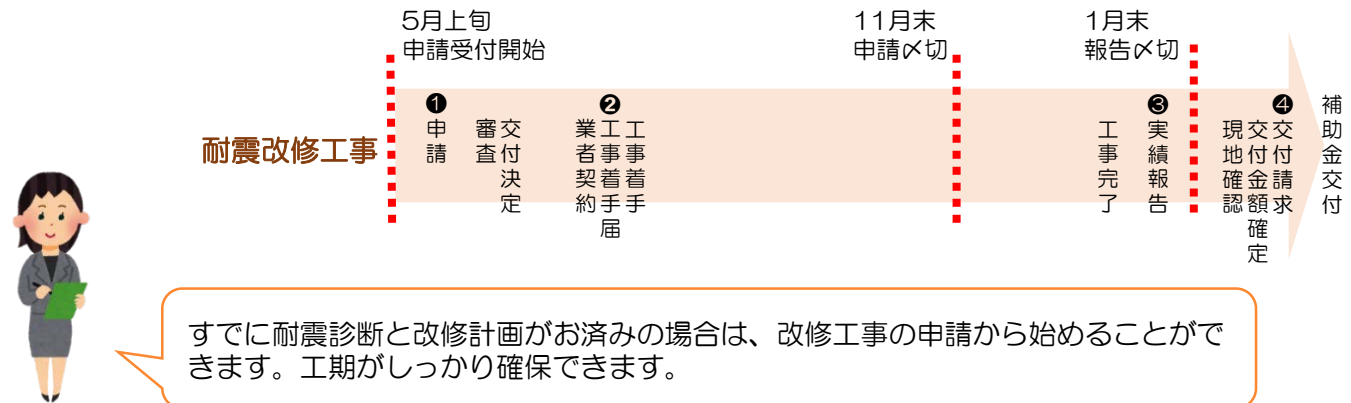 5月上旬
申請受付開始
11月末
申請〆切
1月末
報告〆切
耐震改修工事
❶
申請
審査
交付決定
❷
業者契約
工事着手届
工事着手
工事完了
❸
実績報告
現地確認
交付金額確定
❹
交付請求
補助金交付
すでに耐震診断と改修計画がお済みの場合は、改修工事の申請から始めることがで
きます。工期がしっかり確保できます。